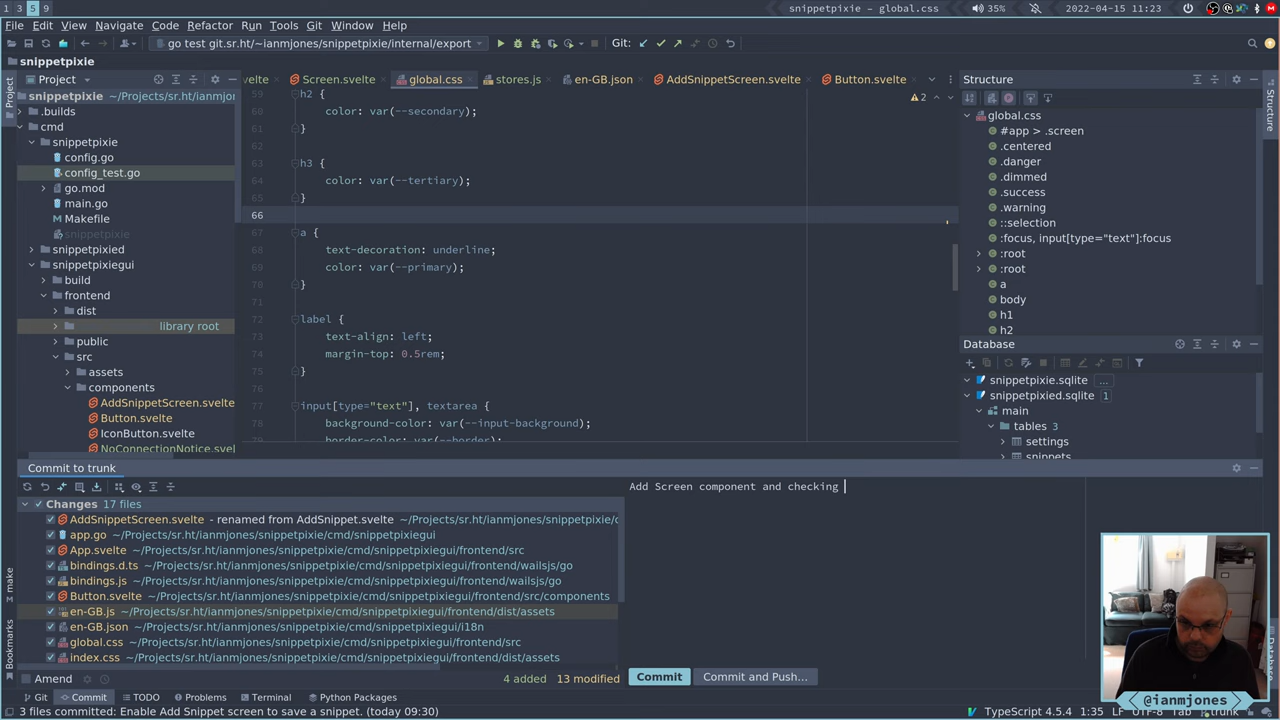 1 3 5 9
snippetpixie – global.css
35%
2022-04-15 11:23
File Edit View Navigate Code Refactor Run Tools Git Window Help
go test git.sr.ht/~ianmjones/snippetpixie/internal/export
Git:
snippetpixie
Project
velte
Screen.svelte
global.css
stores.js
en-GB.json
AddSnippetScreen.svelte
Button.svelte
Structure
snippetpixie ~/Projects/sr.ht/ianmjon
.builds
cmd
snippetpixie
config.go
config_test.go
go.mod
main.go
Makefile
snippetpixie
snippetpixied
snippetpixiegui
build
frontend
dist
library root
public
src
assets
components
AddSnippetScreen.svelte
Button.svelte
IconButton.svelte
NoConnectionNotice.svel
59 h2 {
60 color: var(--secondary);
61 }
62
63 h3 {
64 color: var(--tertiary);
65 }
66
67 a {
68 text-decoration: underline;
69 color: var(--primary);
70 }
71
72 label {
73 text-align: left;
74 margin-top: 0.5rem;
75 }
76
77 input[type="text"], textarea {
78 background-color: var(--input-background);
79 border-color: var(--border);
2
global.css
#app > .screen
.centered
.danger
.dimmed
.success
.warning
::selection
:focus, input[type="text"]:focus
:root
:root
a
body
h1
h2
Database
snippetpixie.sqlite ...
snippetpixied.sqlite 1
main
tables 3
settings
snippets
Project
Structure
make
Bookmarks
Database
Commit to trunk
Changes 17 files
AddSnippetScreen.svelte - renamed from AddSnippet.svelte ~/Projects/sr.ht/ianmjones/snippetpixie/c
app.go ~/Projects/sr.ht/ianmjones/snippetpixie/cmd/snippetpixiegui
App.svelte ~/Projects/sr.ht/ianmjones/snippetpixie/cmd/snippetpixiegui/frontend/src
bindings.d.ts ~/Projects/sr.ht/ianmjones/snippetpixie/cmd/snippetpixiegui/frontend/wailsjs/go
bindings.js ~/Projects/sr.ht/ianmjones/snippetpixie/cmd/snippetpixiegui/frontend/wailsjs/go
Button.svelte ~/Projects/sr.ht/ianmjones/snippetpixie/cmd/snippetpixiegui/frontend/src/components
en-GB.js ~/Projects/sr.ht/ianmjones/snippetpixie/cmd/snippetpixiegui/frontend/dist/assets
en-GB.json ~/Projects/sr.ht/ianmjones/snippetpixie/cmd/snippetpixiegui/i18n
global.css ~/Projects/sr.ht/ianmjones/snippetpixie/cmd/snippetpixiegui/frontend/src
index.css ~/Projects/sr.ht/ianmjones/snippetpixie/cmd/snippetpixiegui/frontend/dist/assets
Add Screen component and checking
Amend
4 added 13 modified
Commit
Commit and Push...
Git Commit TODO Problems Terminal Python Packages
3 files committed: Enable Add Snippet screen to save a snippet. (today 09:30)
TypeScript 4.5.4 1:35 LF UTF-8 Tab trunk
@ianmjones